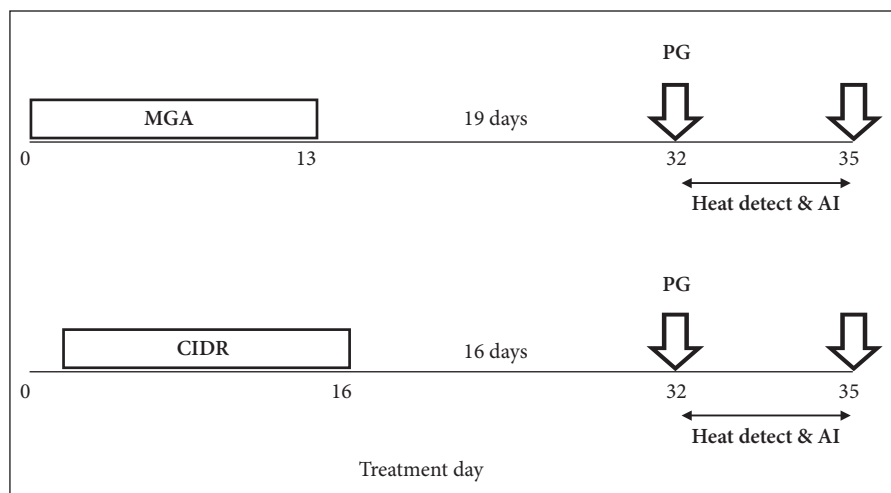 PG
MGA
19 days
0 13 32 35
Heat detect & AI
PG
CIDR
16 days
0 16 32 35
Heat detect & AI
Treatment day